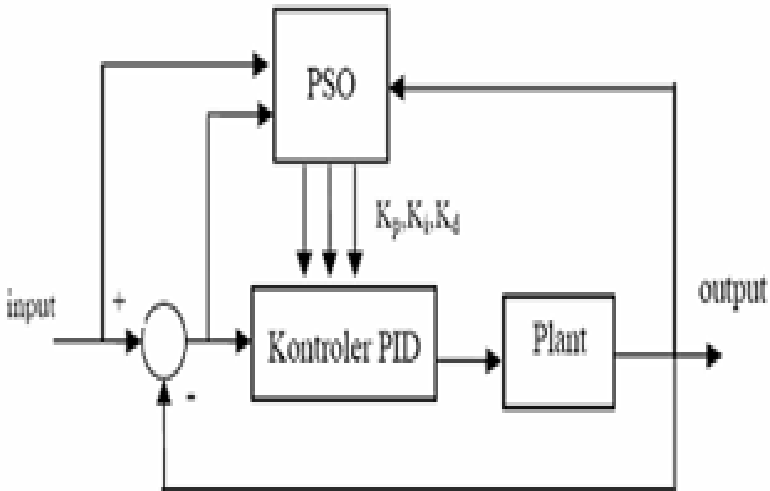 PSO
Kp,Ki,Kd
input
+
-
Kontroler PID
Plant
output